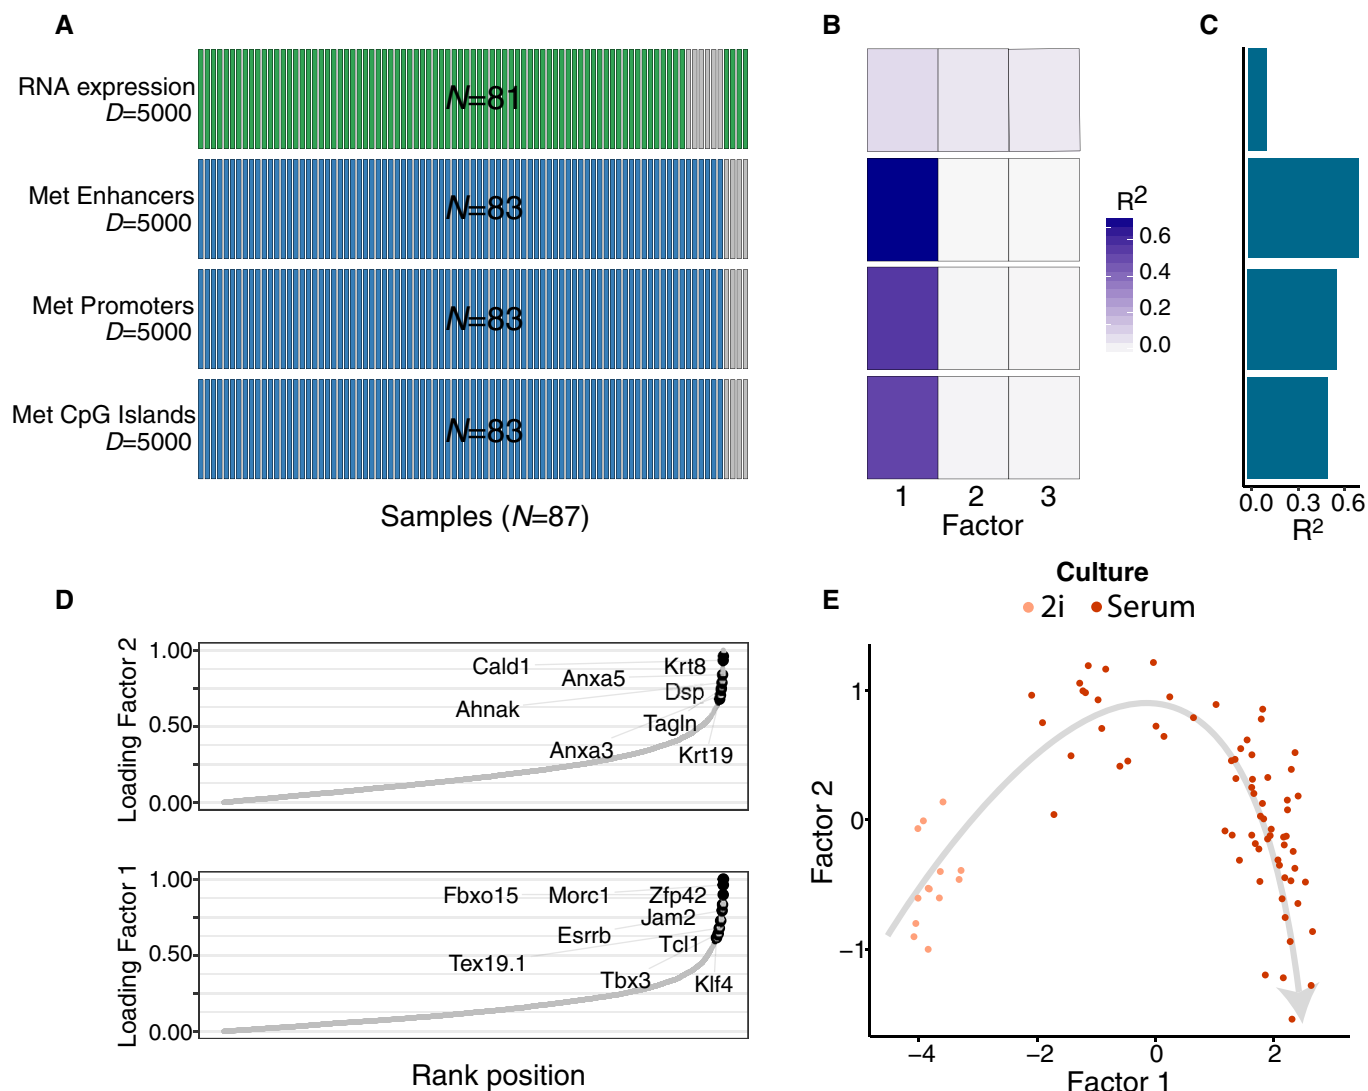 A
RNA expression
D=5000
N=81
Met Enhancers
D=5000
N=83
Met Promoters
D=5000
N=83
Met CpG Islands
D=5000
N=83
Samples (N=87)
B
1 2 3
Factor
R2
0.6
0.4
0.2
0.0
C
0.0 0.3 0.6
R2
D
Loading Factor 2
1.00
0.50
0.00
Cald1
Krt8
Anxa5
Dsp
Ahnak
Tagln
Anxa3
Krt19
Loading Factor 1
1.00
0.50
0.00
Fbxo15
Morc1
Zfp42
Jam2
Esrrb
Tcl1
Tex19.1
Tbx3
Klf4
Rank position
E
Culture
2i
Serum
Factor 2
1
0
−1
−4 −2 0 2
Factor 1